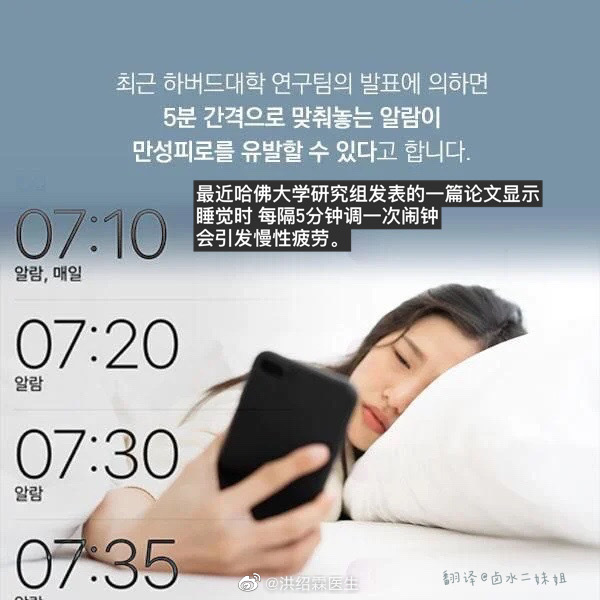 최근 하버드대학 연구팀의 발표에 의하면
5분 간격으로 맞춰놓는 알람이
만성피로를 유발할 수 있다고 합니다.
最近哈佛大学研究组发表的一篇论文显示
睡觉时 每隔5分钟调一次闹钟
会引发慢性疲劳。
07:10
알람, 매일
07:20
알람
07:30
알람
07:35
알람
@洪绍霖医生
翻译@卤水二妹姐